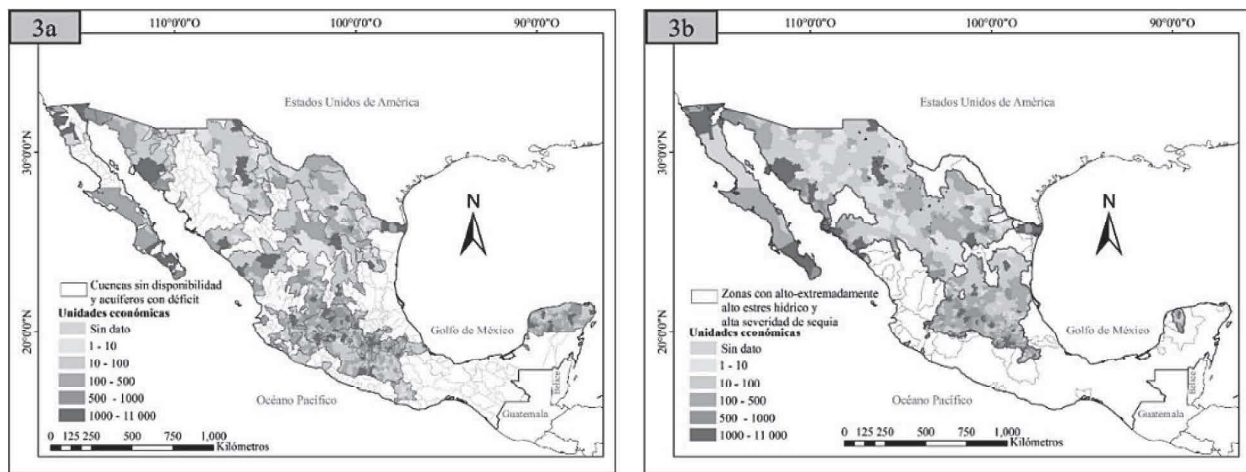 3a
110°0'0"O
100°0'0"O
90°0'0"O
Estados Unidos de América
30°0'0"N
N
Cuencas sin disponibilidad
y acuíferos con déficit
Unidades económicas
Sin dato
1 - 10
10 - 100
100 - 500
500 - 1000
1000 - 11 000
20°0'0"N
Golfo de México
Océano Pacífico
Belice
Guatemala
0 125 250 500 750 1,000
Kilómetros
3b
110°0'0"O
100°0'0"O
90°0'0"O
Estados Unidos de América
30°0'0"N
N
Zonas con alto-extremadamente
alto estres hídrico y
alta severidad de sequia
Unidades económicas
Sin dato
1 - 10
10 - 100
100 - 500
500 - 1000
1000 - 11 000
20°0'0"N
Golfo de México
Océano Pacífico
Belice
Guatemala
0 125 250 500 750 1,000
Kilómetros